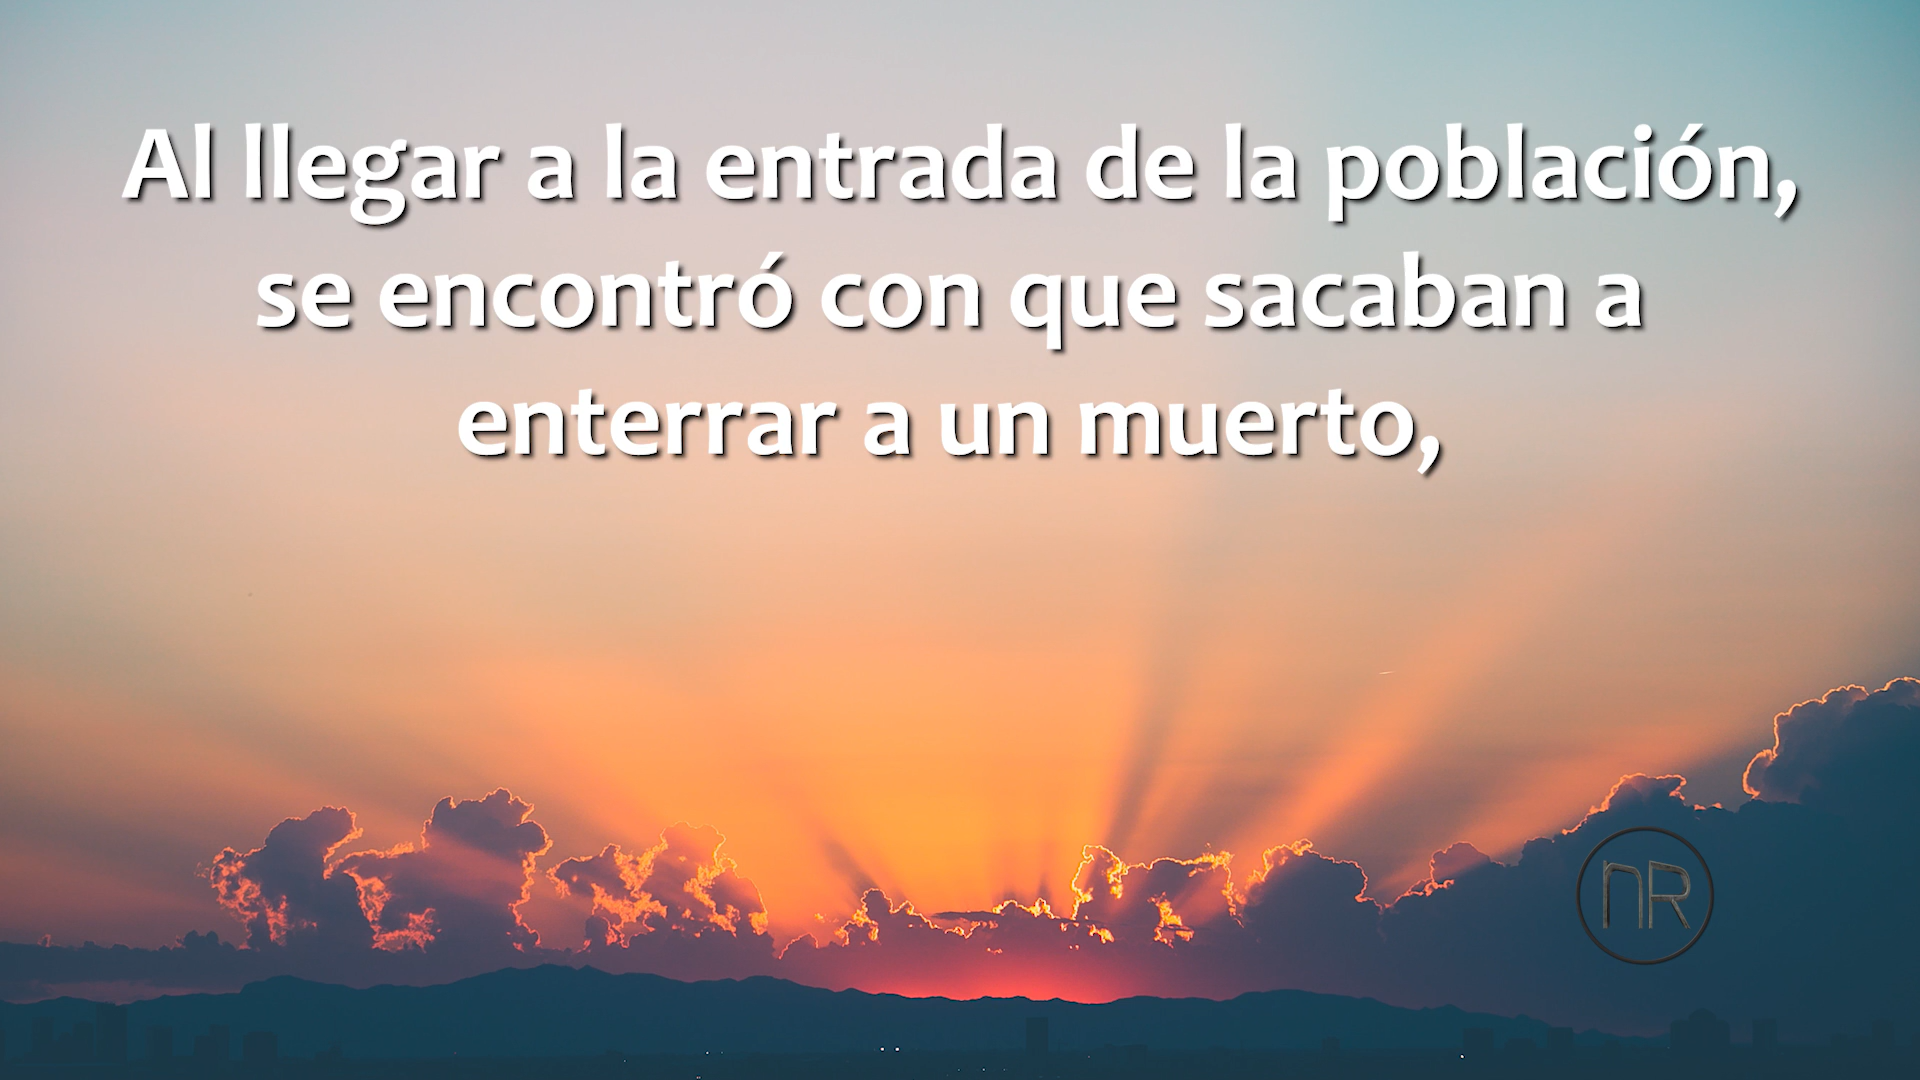 Al llegar a la entrada de la población,
se encontró con que sacaban a
enterrar a un muerto,
NR